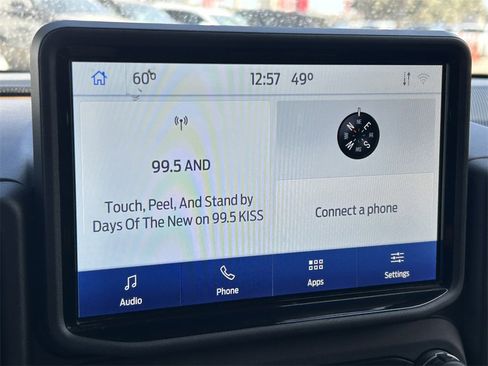 60° 12:57 49°
99.5 AND
Touch, Peel, And Stand by
Days Of The New on 99.5 KISS
N E S W
Connect a phone
Audio
Phone
Apps
Settings